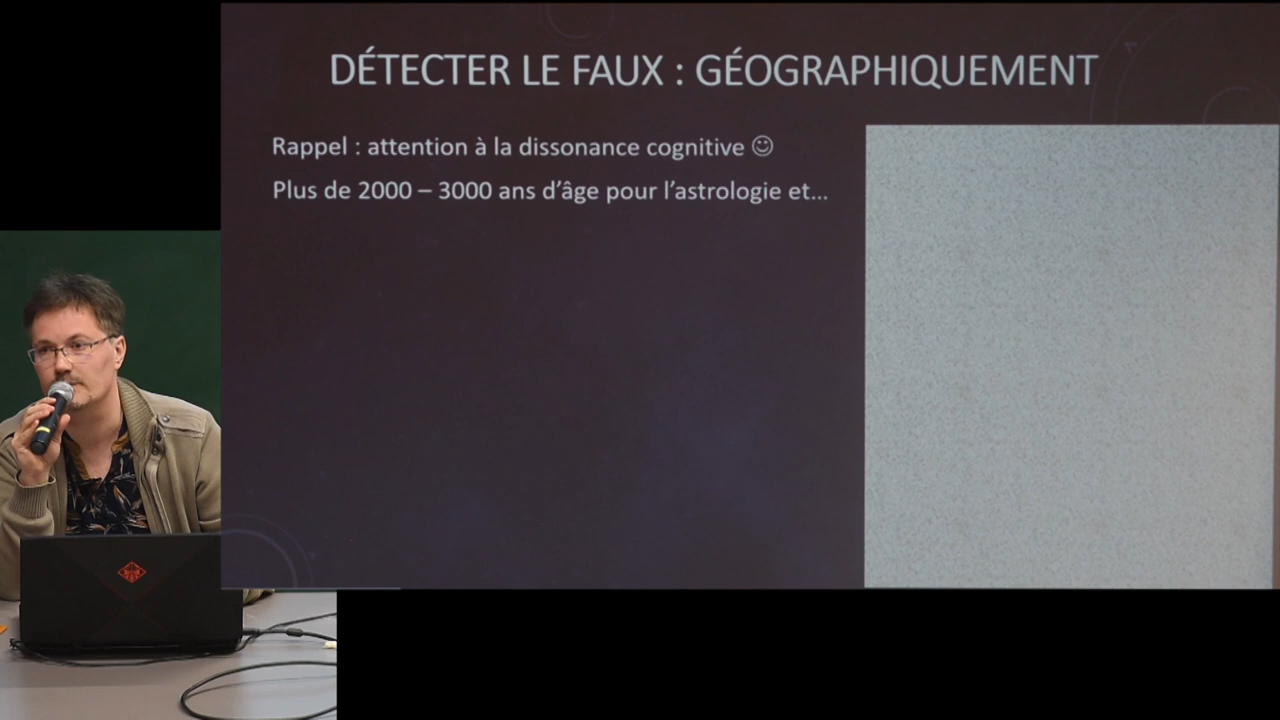 DÉTECTER LE FAUX : GÉOGRAPHIQUEMENT
Rappel : attention à la dissonance cognitive ☺
Plus de 2000 – 3000 ans d’âge pour l’astrologie et…